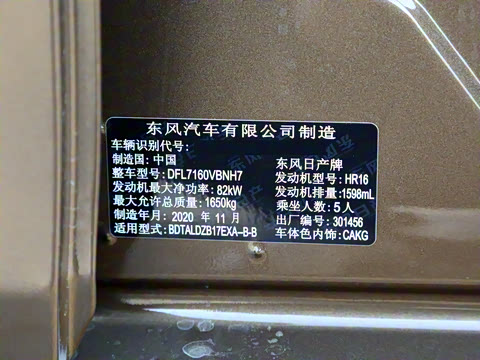 东风汽车有限公司制造
车辆识别代号:
制造国: 中国 东风日产牌
整车型号: DFL7160VBNH7 发动机型号: HR16
发动机最大净功率: 82kW 发动机排量: 1598mL
最大允许总质量: 1650kg 乘坐人数: 5人
制造年月: 2020 年 11 月 出厂编号: 301456
适用型式: BDTALDZB17EXA-B-B 车体色内饰: CAKG